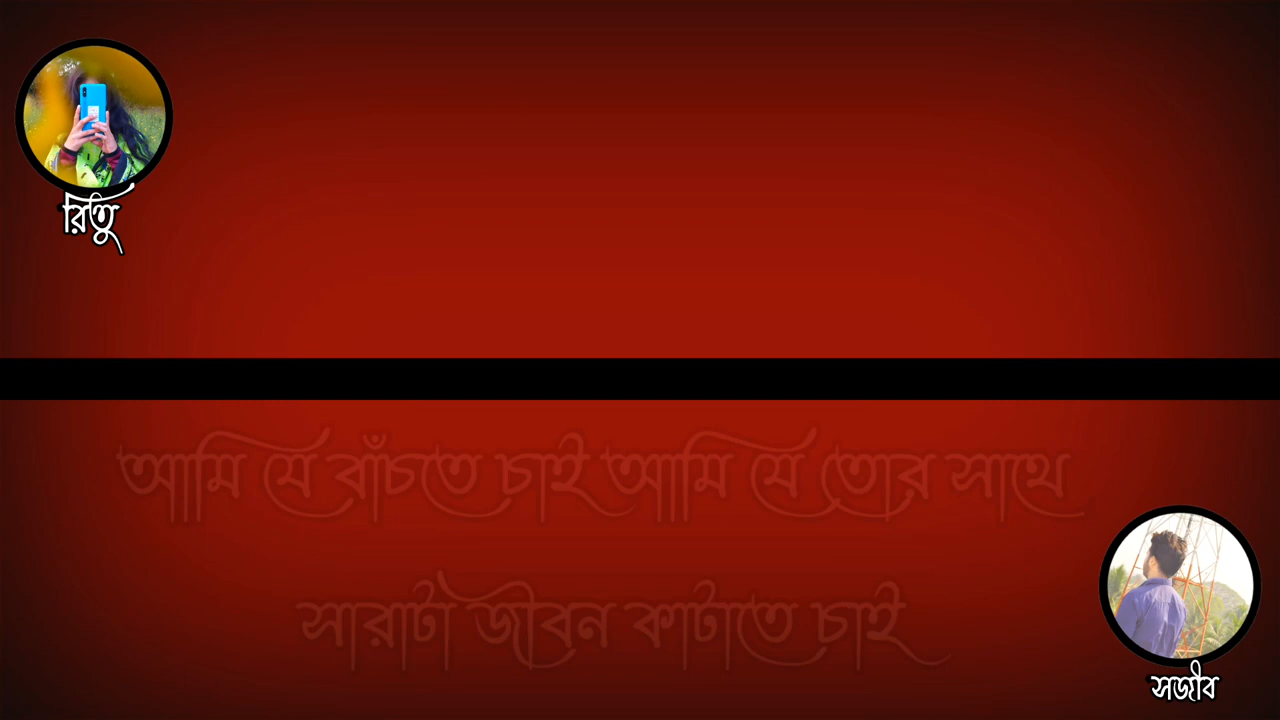 রিতু
আমি যে বাঁচতে চাই আমি যে তোর সাথে
সারাটা জীবন কাটাতে চাই
সজীব